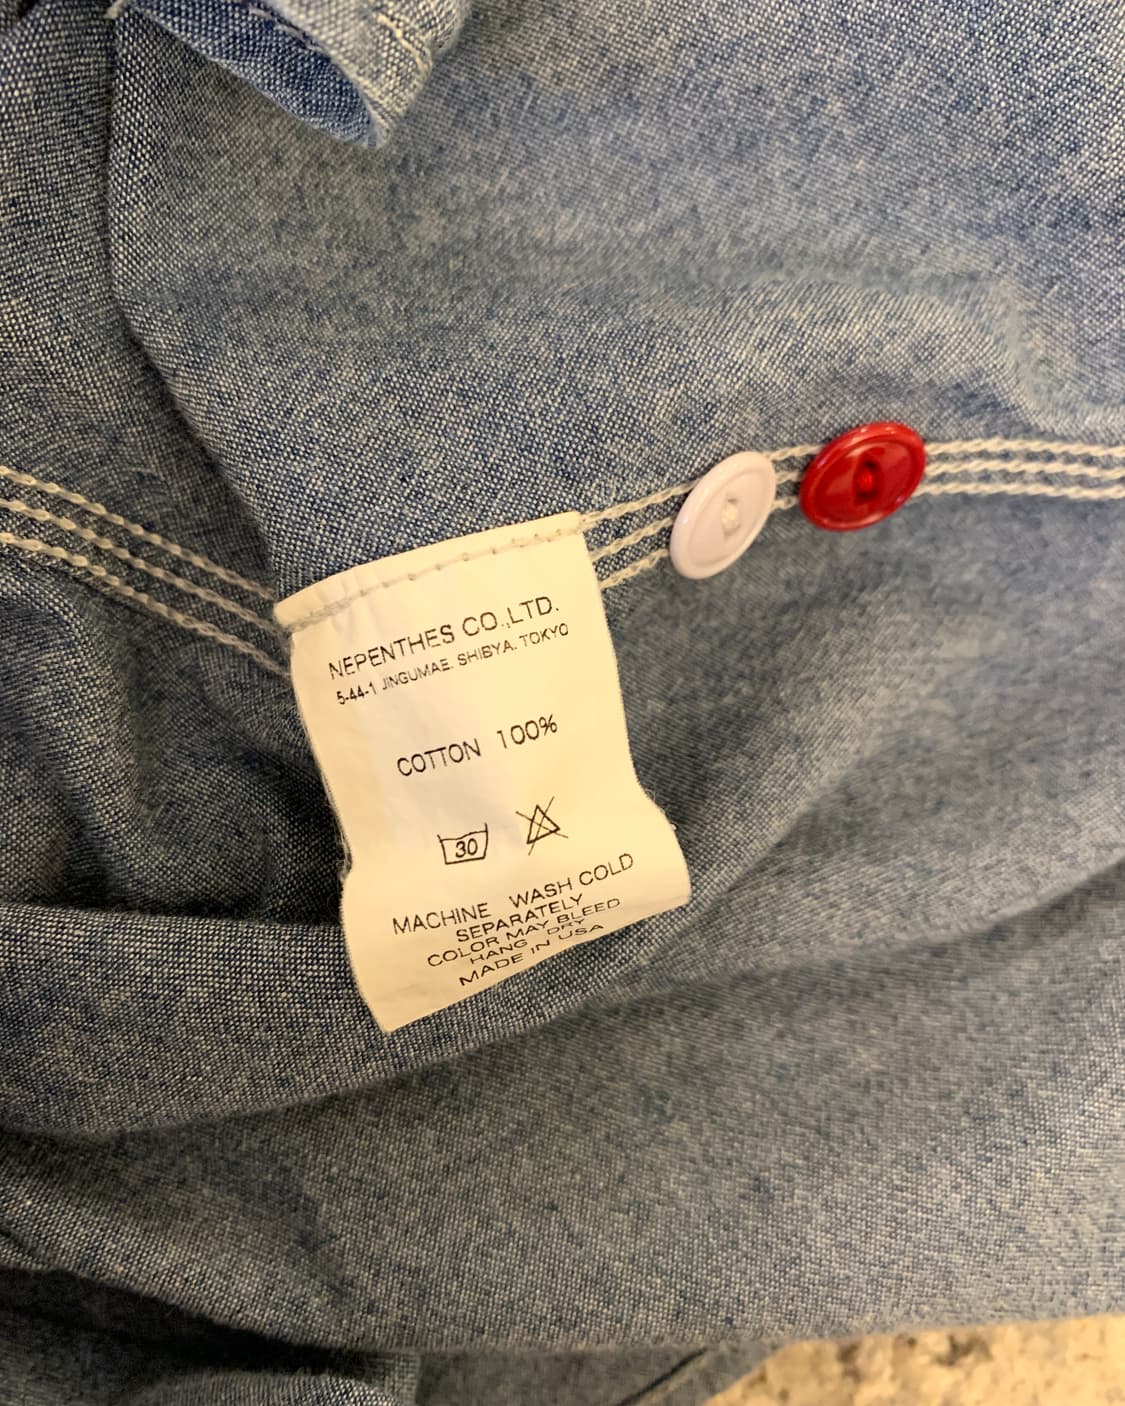 NEPENTHES CO.,LTD.
5-44-1 JINGUMAE. SHIBYA. TOKYO
COTTON 100%
30
MACHINE WASH COLD
SEPARATELY
COLOR MAY BLEED
HANG DRY
MADE IN USA